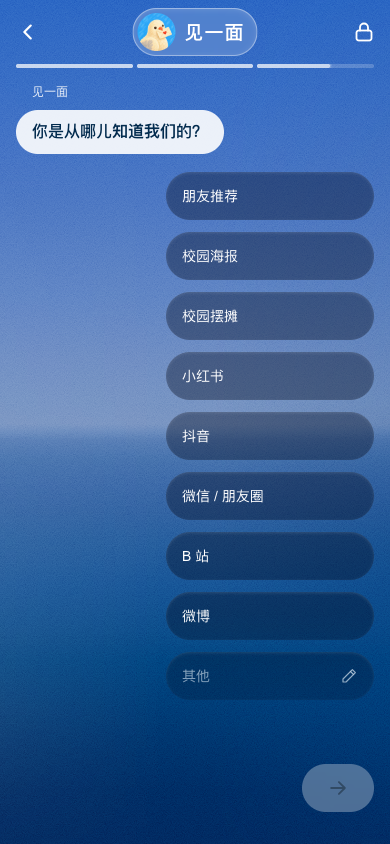 见一面
见一面
你是从哪儿知道我们的?
朋友推荐
校园海报
校园摆摊
小红书
抖音
微信 / 朋友圈
B 站
微博
其他